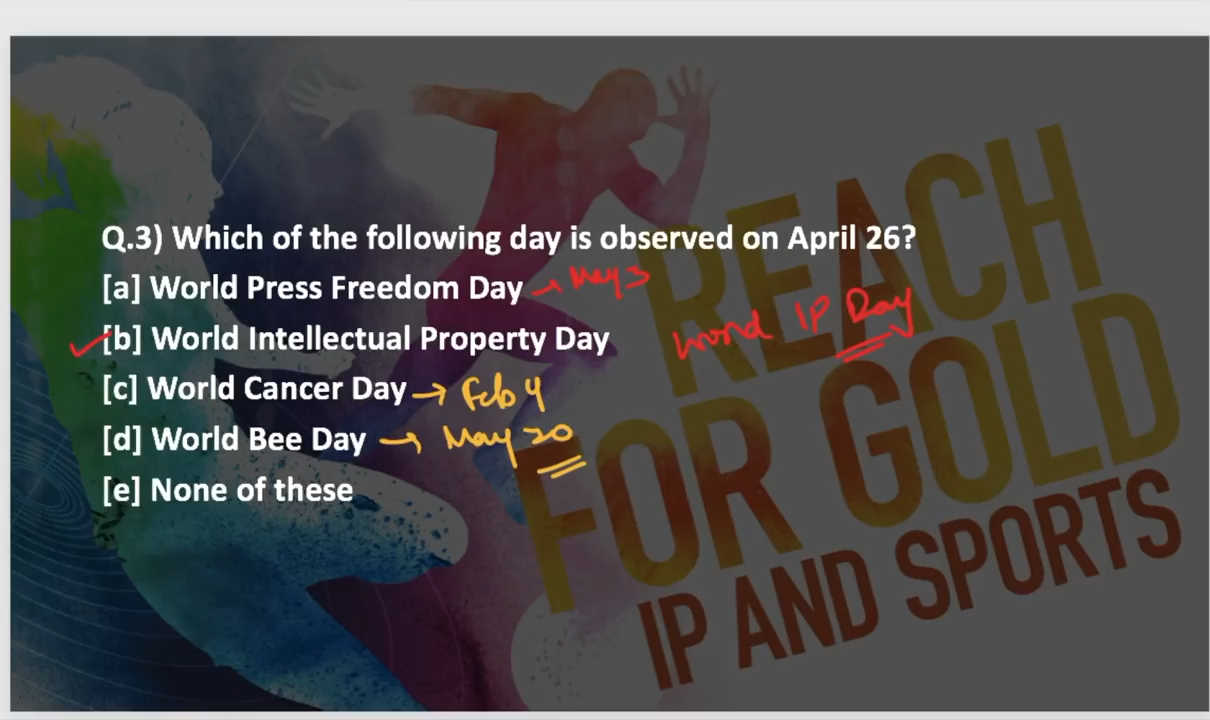 Q.3) Which of the following day is observed on April 26?
[a] World Press Freedom Day → May 3
[b] World Intellectual Property Day
World IP Day
[c] World Cancer Day → Feb 4
[d] World Bee Day → May 20
[e] None of these
REACH
FOR GOLD
IP AND SPORTS